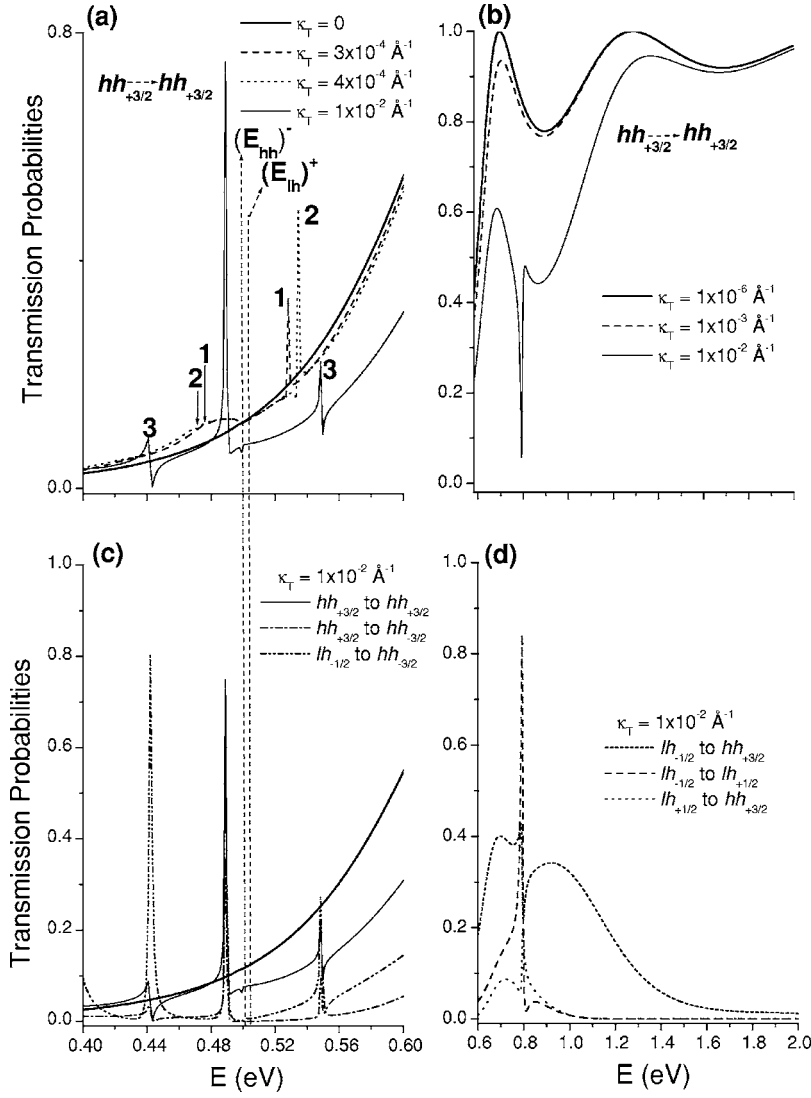 (a)
κT = 0
κT = 3x10⁻⁴ Å⁻¹
κT = 4x10⁻⁴ Å⁻¹
κT = 1x10⁻² Å⁻¹
hh+3/2 hh+3/2
(Ehh)⁻
(Elh)⁺
0.8
0.0
Transmission Probabilities
1
2
3
1
2
3
(b)
hh+3/2 hh+3/2
κT = 1x10⁻⁶ Å⁻¹
κT = 1x10⁻³ Å⁻¹
κT = 1x10⁻² Å⁻¹
1.0
0.8
0.6
0.4
0.2
0.0
(c)
κT = 1x10⁻² Å⁻¹
hh+3/2 to hh+3/2
hh+3/2 to hh-3/2
lh-1/2 to hh-3/2
1.0
0.8
0.6
0.4
0.2
0.0
Transmission Probabilities
0.40 0.44 0.48 0.52 0.56 0.60
E (eV)
(d)
κT = 1x10⁻² Å⁻¹
lh-1/2 to hh+3/2
lh-1/2 to lh+1/2
lh+1/2 to hh+3/2
1.0
0.8
0.6
0.4
0.2
0.0
0.6 0.8 1.0 1.2 1.4 1.6 1.8 2.0
E (eV)